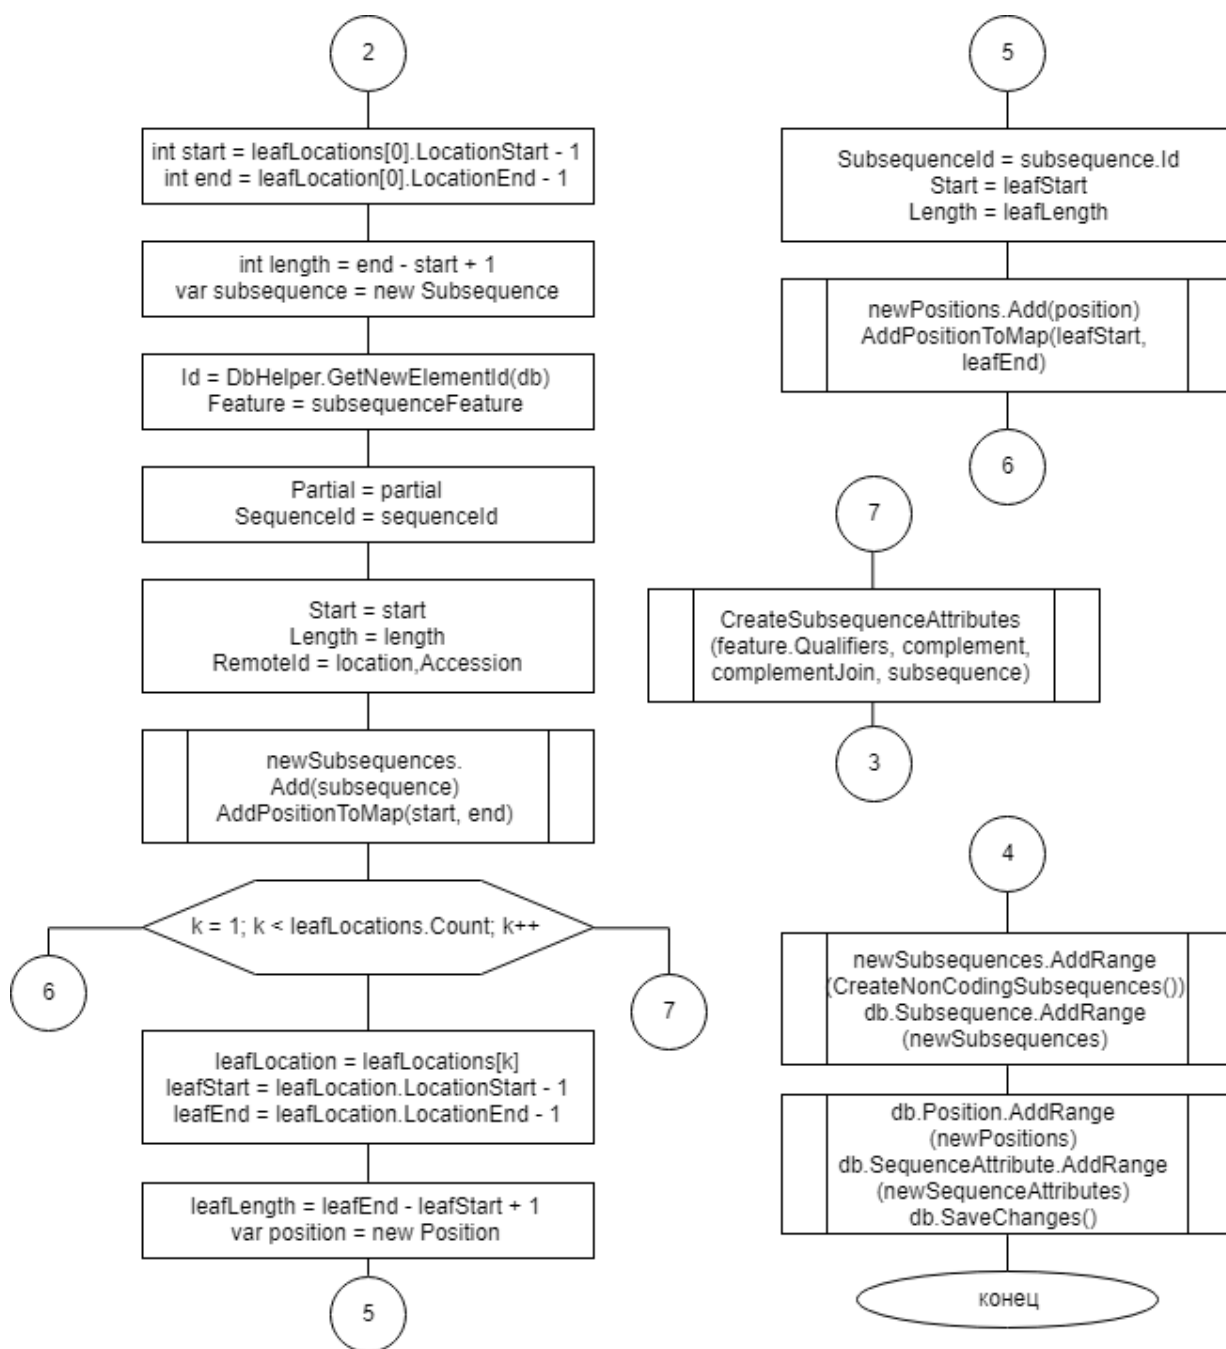 2
int start = leafLocations[0].LocationStart - 1
int end = leafLocation[0].LocationEnd - 1
int length = end - start + 1
var subsequence = new Subsequence
Id = DbHelper.GetNewElementId(db)
Feature = subsequenceFeature
Partial = partial
SequenceId = sequenceId
Start = start
Length = length
RemoteId = location,Accession
newSubsequences.
Add(subsequence)
AddPositionToMap(start, end)
k = 1; k < leafLocations.Count; k++
6
7
leafLocation = leafLocations[k]
leafStart = leafLocation.LocationStart - 1
leafEnd = leafLocation.LocationEnd - 1
leafLength = leafEnd - leafStart + 1
var position = new Position
5
5
SubsequenceId = subsequence.Id
Start = leafStart
Length = leafLength
newPositions.Add(position)
AddPositionToMap(leafStart,
leafEnd)
6
7
CreateSubsequenceAttributes
(feature.Qualifiers, complement,
complementJoin, subsequence)
3
4
newSubsequences.AddRange
(CreateNonCodingSubsequences())
db.Subsequence.AddRange
(newSubsequences)
db.Position.AddRange
(newPositions)
db.SequenceAttribute.AddRange
(newSequenceAttributes)
db.SaveChanges()
конец